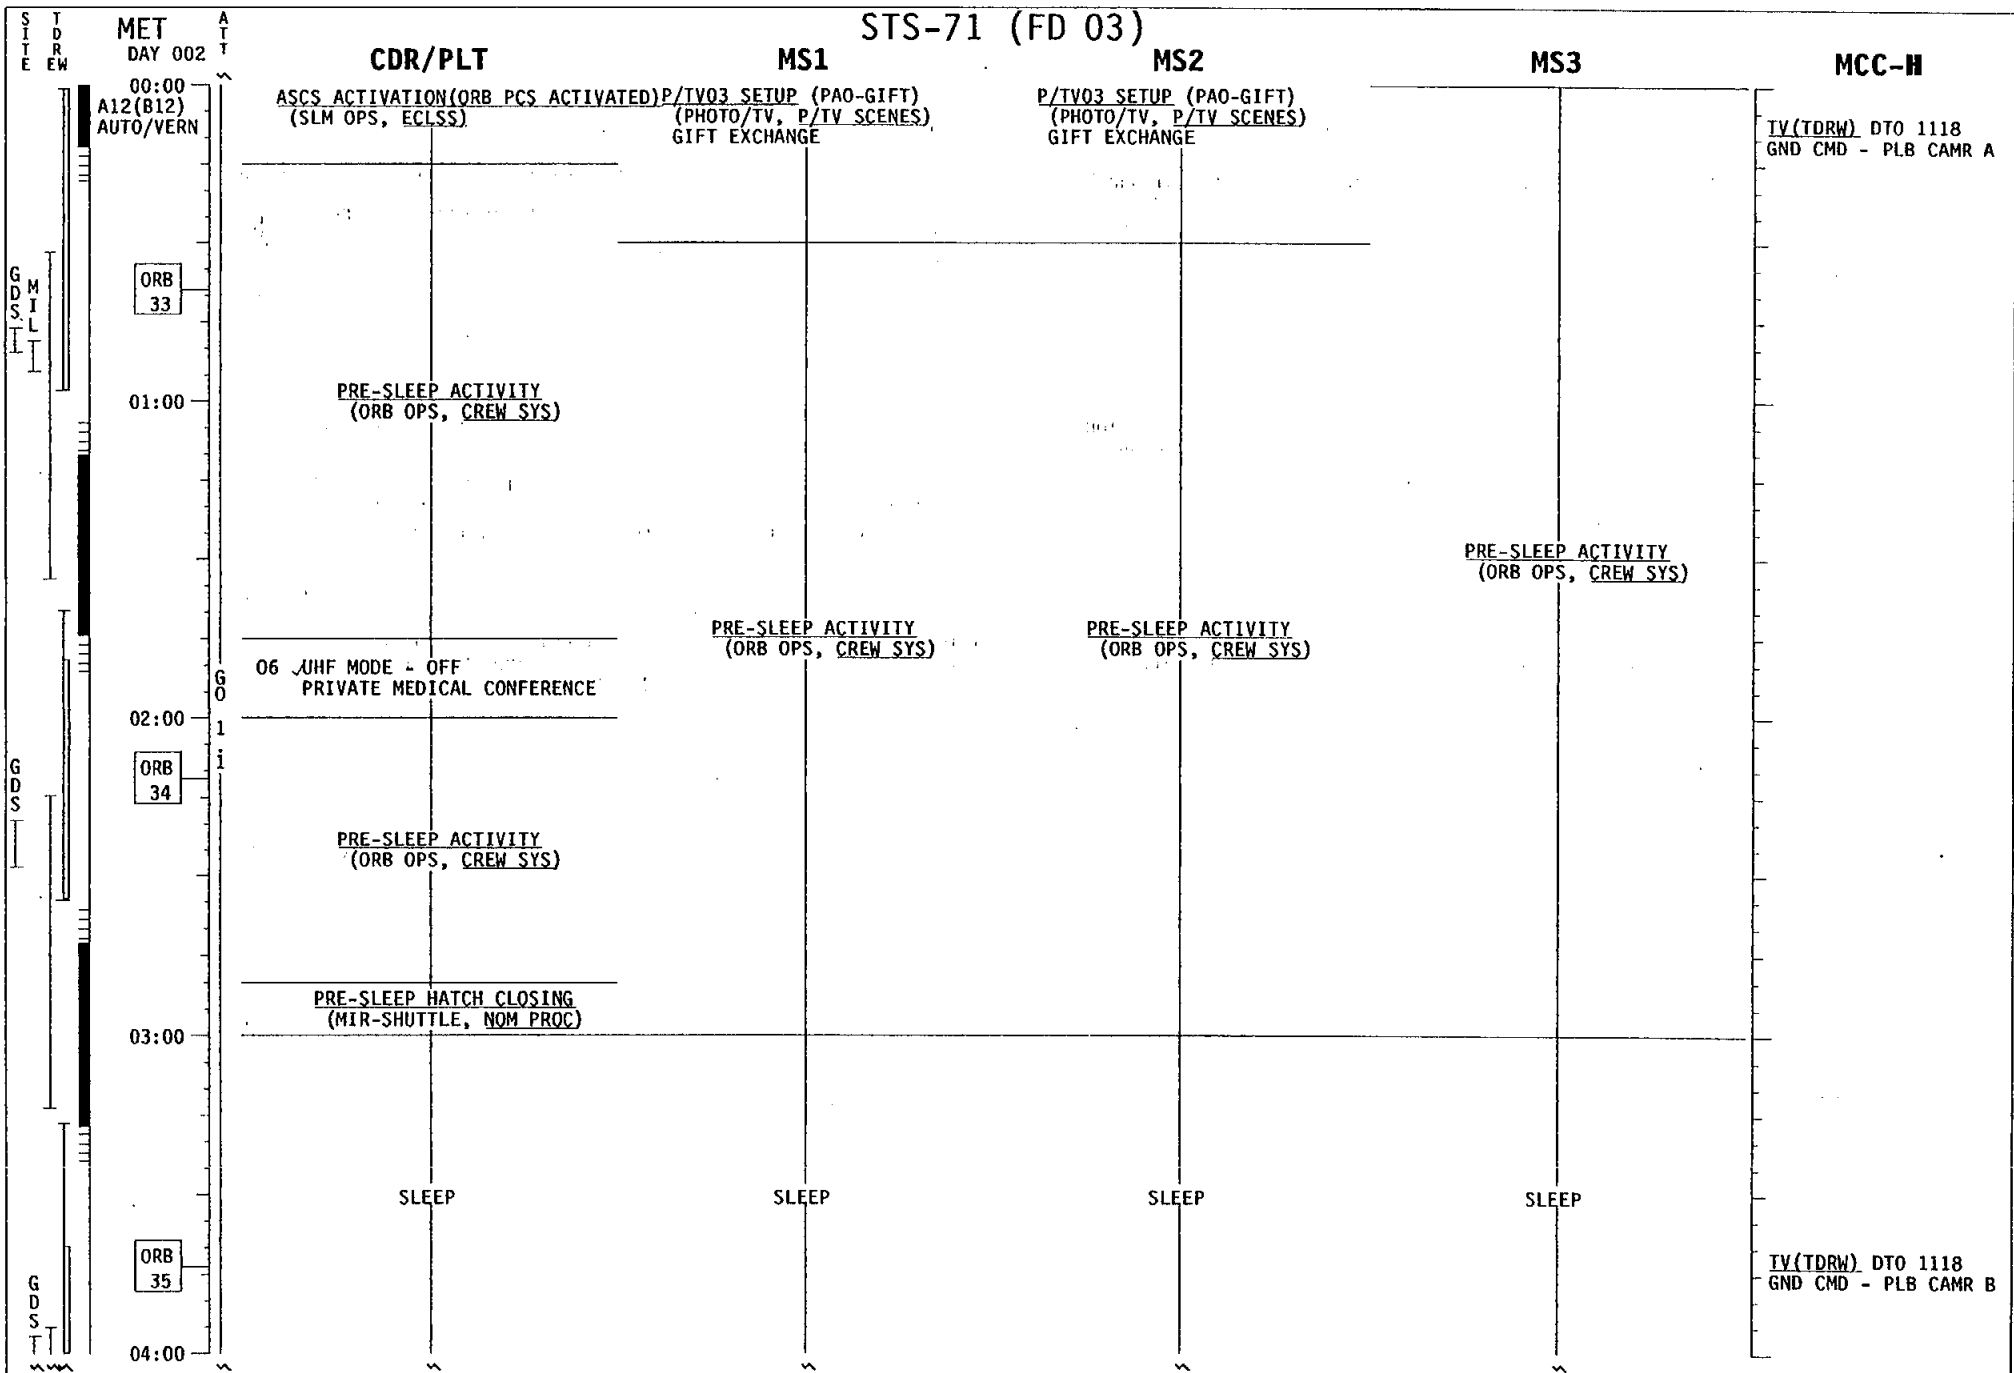 STS-71 (FD 03)
SITE
TDREW
MET
DAY 002
ATT
CDR/PLT
MS1
MS2
MS3
MCC-H
00:00
A12(B12)
AUTO/VERN
ASCS ACTIVATION(ORB PCS ACTIVATED)
(SLM OPS, ECLSS)
P/TV03 SETUP (PAO-GIFT)
(PHOTO/TV, P/TV SCENES)
GIFT EXCHANGE
P/TV03 SETUP (PAO-GIFT)
(PHOTO/TV, P/TV SCENES)
GIFT EXCHANGE
TV(TDRW) DTO 1118
GND CMD - PLB CAMR A
GDS
MIL
ORB
33
01:00
PRE-SLEEP ACTIVITY
(ORB OPS, CREW SYS)
PRE-SLEEP ACTIVITY
(ORB OPS, CREW SYS)
PRE-SLEEP ACTIVITY
(ORB OPS, CREW SYS)
PRE-SLEEP ACTIVITY
(ORB OPS, CREW SYS)
06 √UHF MODE - OFF
PRIVATE MEDICAL CONFERENCE
GO
02:00
GDS
ORB
34
PRE-SLEEP ACTIVITY
(ORB OPS, CREW SYS)
PRE-SLEEP HATCH CLOSING
(MIR-SHUTTLE, NOM PROC)
03:00
SLEEP
SLEEP
SLEEP
SLEEP
ORB
35
TV(TDRW) DTO 1118
GND CMD - PLB CAMR B
GDS
04:00